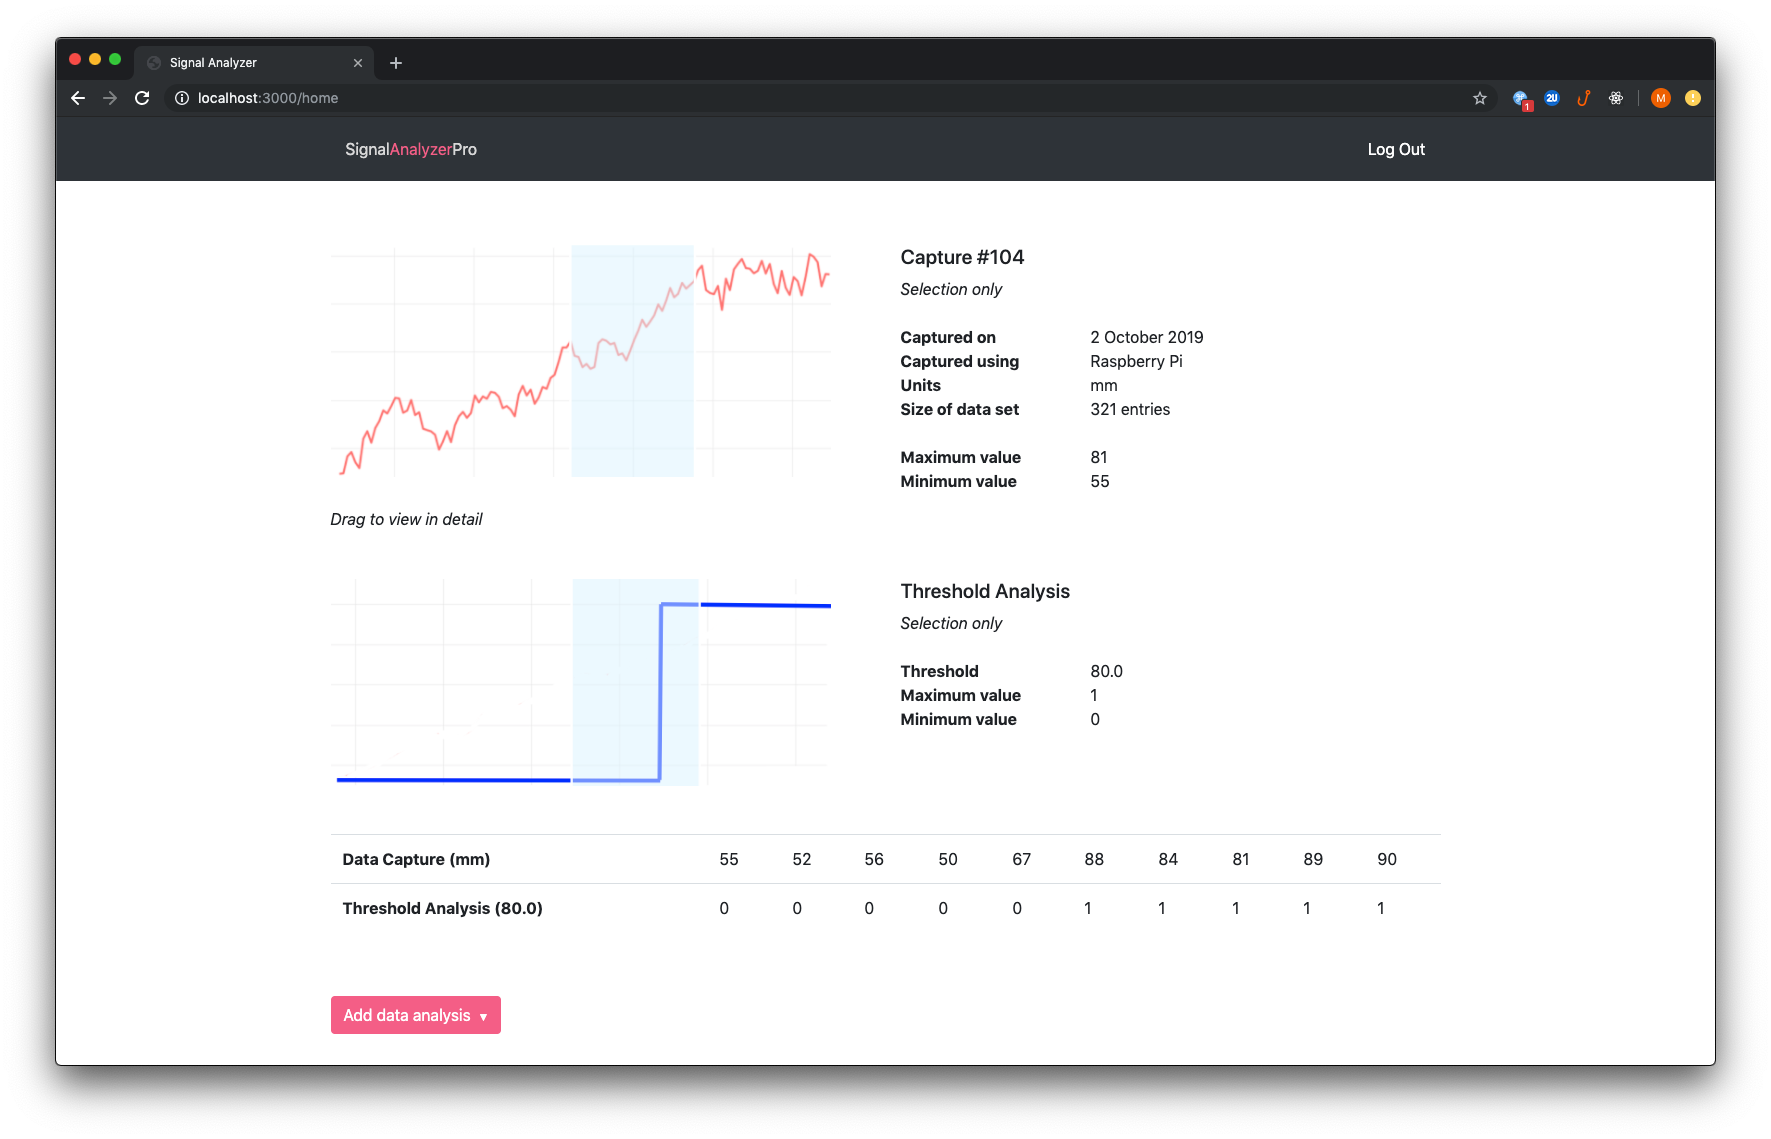 Signal Analyzer
localhost:3000/home
1
2U
M
SignalAnalyzerPro
Log Out
Capture #104
Selection only
Captured on 2 October 2019
Captured using Raspberry Pi
Units mm
Size of data set 321 entries
Maximum value 81
Minimum value 55
Drag to view in detail
Threshold Analysis
Selection only
Threshold 80.0
Maximum value 1
Minimum value 0
Data Capture (mm) 55 52 56 50 67 88 84 81 89 90
Threshold Analysis (80.0) 0 0 0 0 0 1 1 1 1 1
Add data analysis ▾